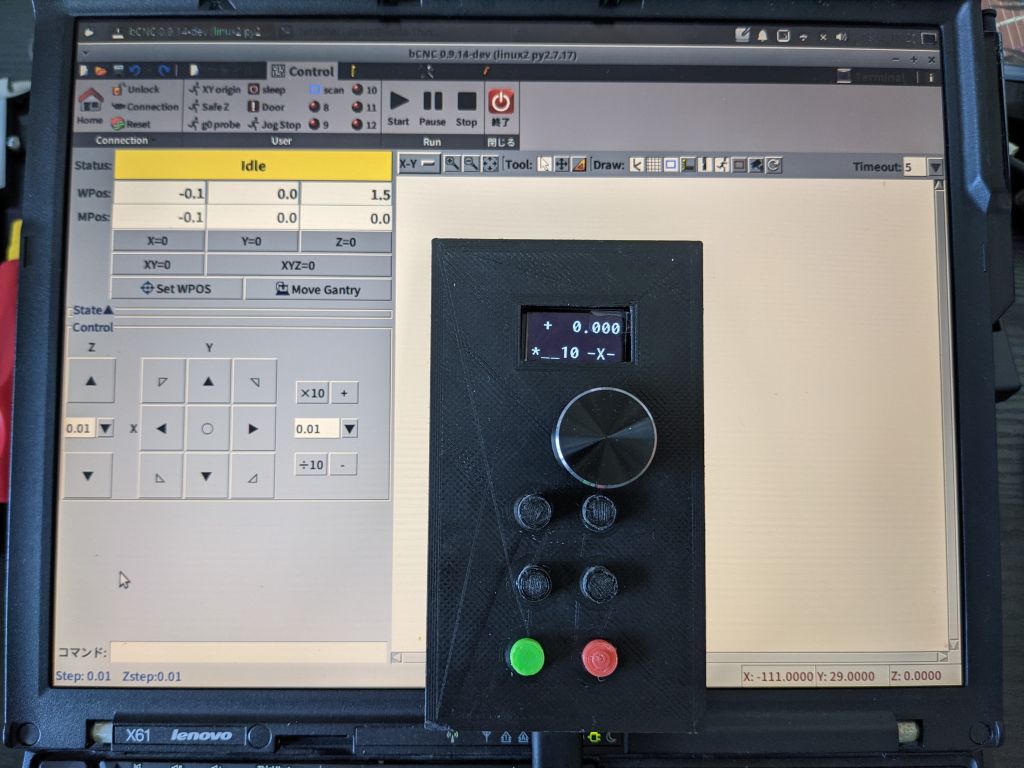 bCNC 0.9.14-dev (linux2 py2
bCNC 0.9.14-dev (linux2 py2.7.17)
Control
Terminal
i
Unlock XY origin sleep scan 10
Connection Safe Z Door 8 11
Home Reset g0 probe Jog Stop 9 12
Start Pause Stop 終了
Connection User Run 閉じる
Status: Idle
X-Y Tool: Draw: Timeout: 5
WPos: -0.1 0.0 1.5
MPos: -0.1 0.0 0.0
X=0 Y=0 Z=0
XY=0 XYZ=0
Set WPOS Move Gantry
State
Control
Z Y
×10 +
0.01 X 0.01
÷10 -
+ 0.000
*__10 -X-
コマンド:
Step: 0.01 Zstep:0.01
X: -111.0000 Y: 29.0000 Z: 0.0000
X61 lenovo